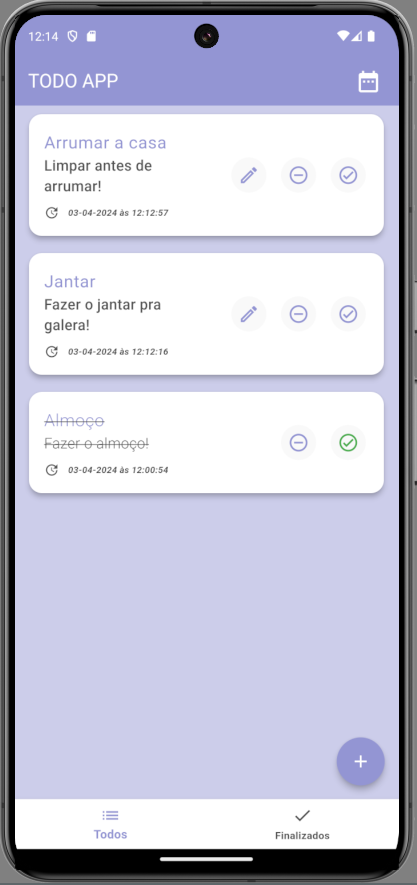 12:14
TODO APP
Arrumar a casa
Limpar antes de
arrumar!
03-04-2024 às 12:12:57
Jantar
Fazer o jantar pra
galera!
03-04-2024 às 12:12:16
Almoço
Fazer o almoço!
03-04-2024 às 12:00:54
Todos
Finalizados